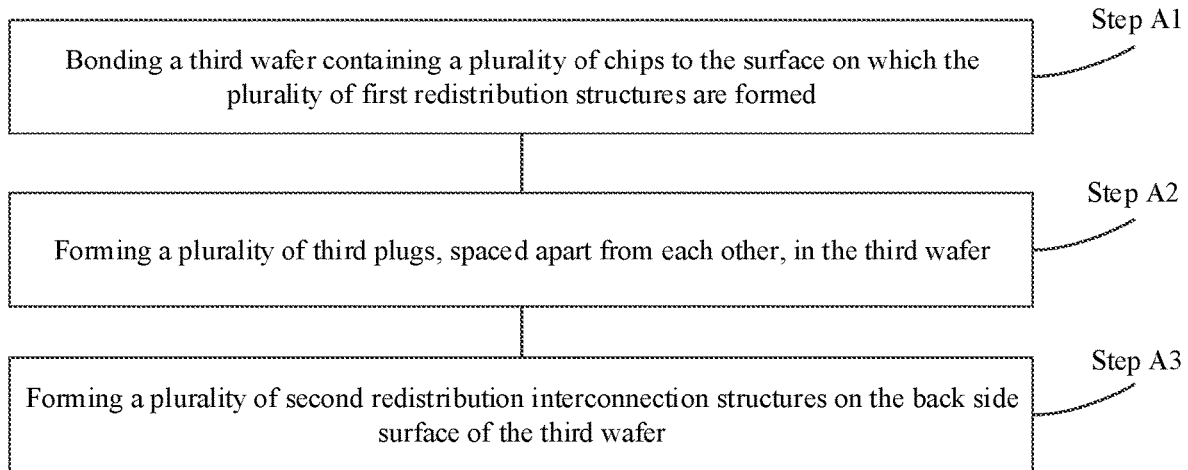 Step A1
Bonding a third wafer containing a plurality of chips to the surface on which the
plurality of first redistribution structures are formed
Step A2
Forming a plurality of third plugs, spaced apart from each other, in the third wafer
Step A3
Forming a plurality of second redistribution interconnection structures on the back side
surface of the third wafer